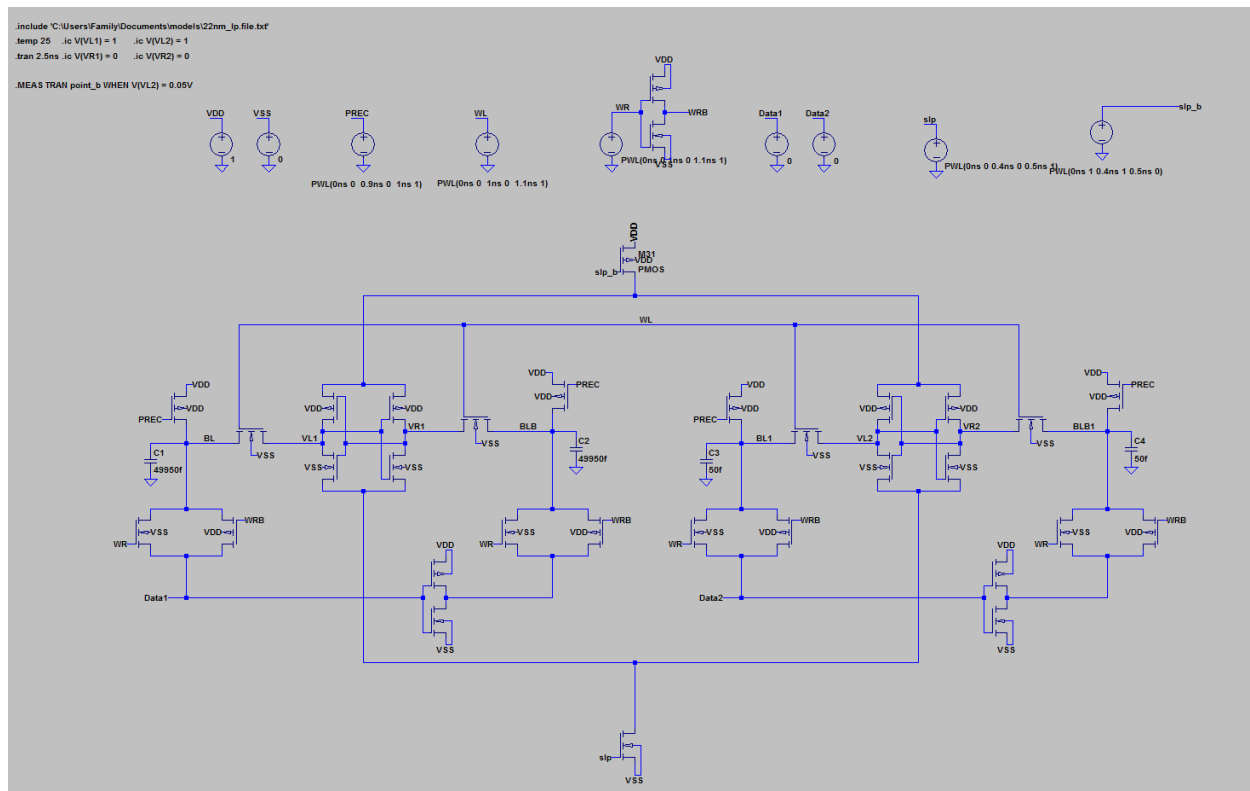 .include 'C:\Users\Family\Documents\models\22nm_lp.file.txt'
.temp 25 .ic V(VL1) = 1 .ic V(VL2) = 1
.tran 2.5ns .ic V(VR1) = 0 .ic V(VR2) = 0
.MEAS TRAN point_b WHEN V(VL2) = 0.05V
VDD
VDD VSS PREC WL WR WRB Data1 Data2 slp slp_b
1 0 0 0
VSS
PWL(0ns 0 0.9ns 0 1ns 1) PWL(0ns 0 1ns 0 1.1ns 1) PWL(0ns 0 1ns 0 1.1ns 1) PWL(0ns 0 0.4ns 0 0.5ns 1) PWL(0ns 1 0.4ns 1 0.5ns 0)
VDD
M31
VDD
slp_b PMOS
WL
VDD VDD VDD VDD
PREC PREC
VDD VDD VDD VDD VDD VDD VDD VDD
PREC PREC
BL VL1 VR1 BLB BL1 VL2 VR2 BLB1
VSS VSS VSS VSS
C1 C2 C3 C4
49950f 49950f 50f 50f
VSS VSS VSS VSS
WRB WRB WRB WRB
VSS VDD VSS VDD VSS VDD VSS VDD
WR WR WR WR
VDD VDD
Data1 Data2
VSS VSS
slp
VSS